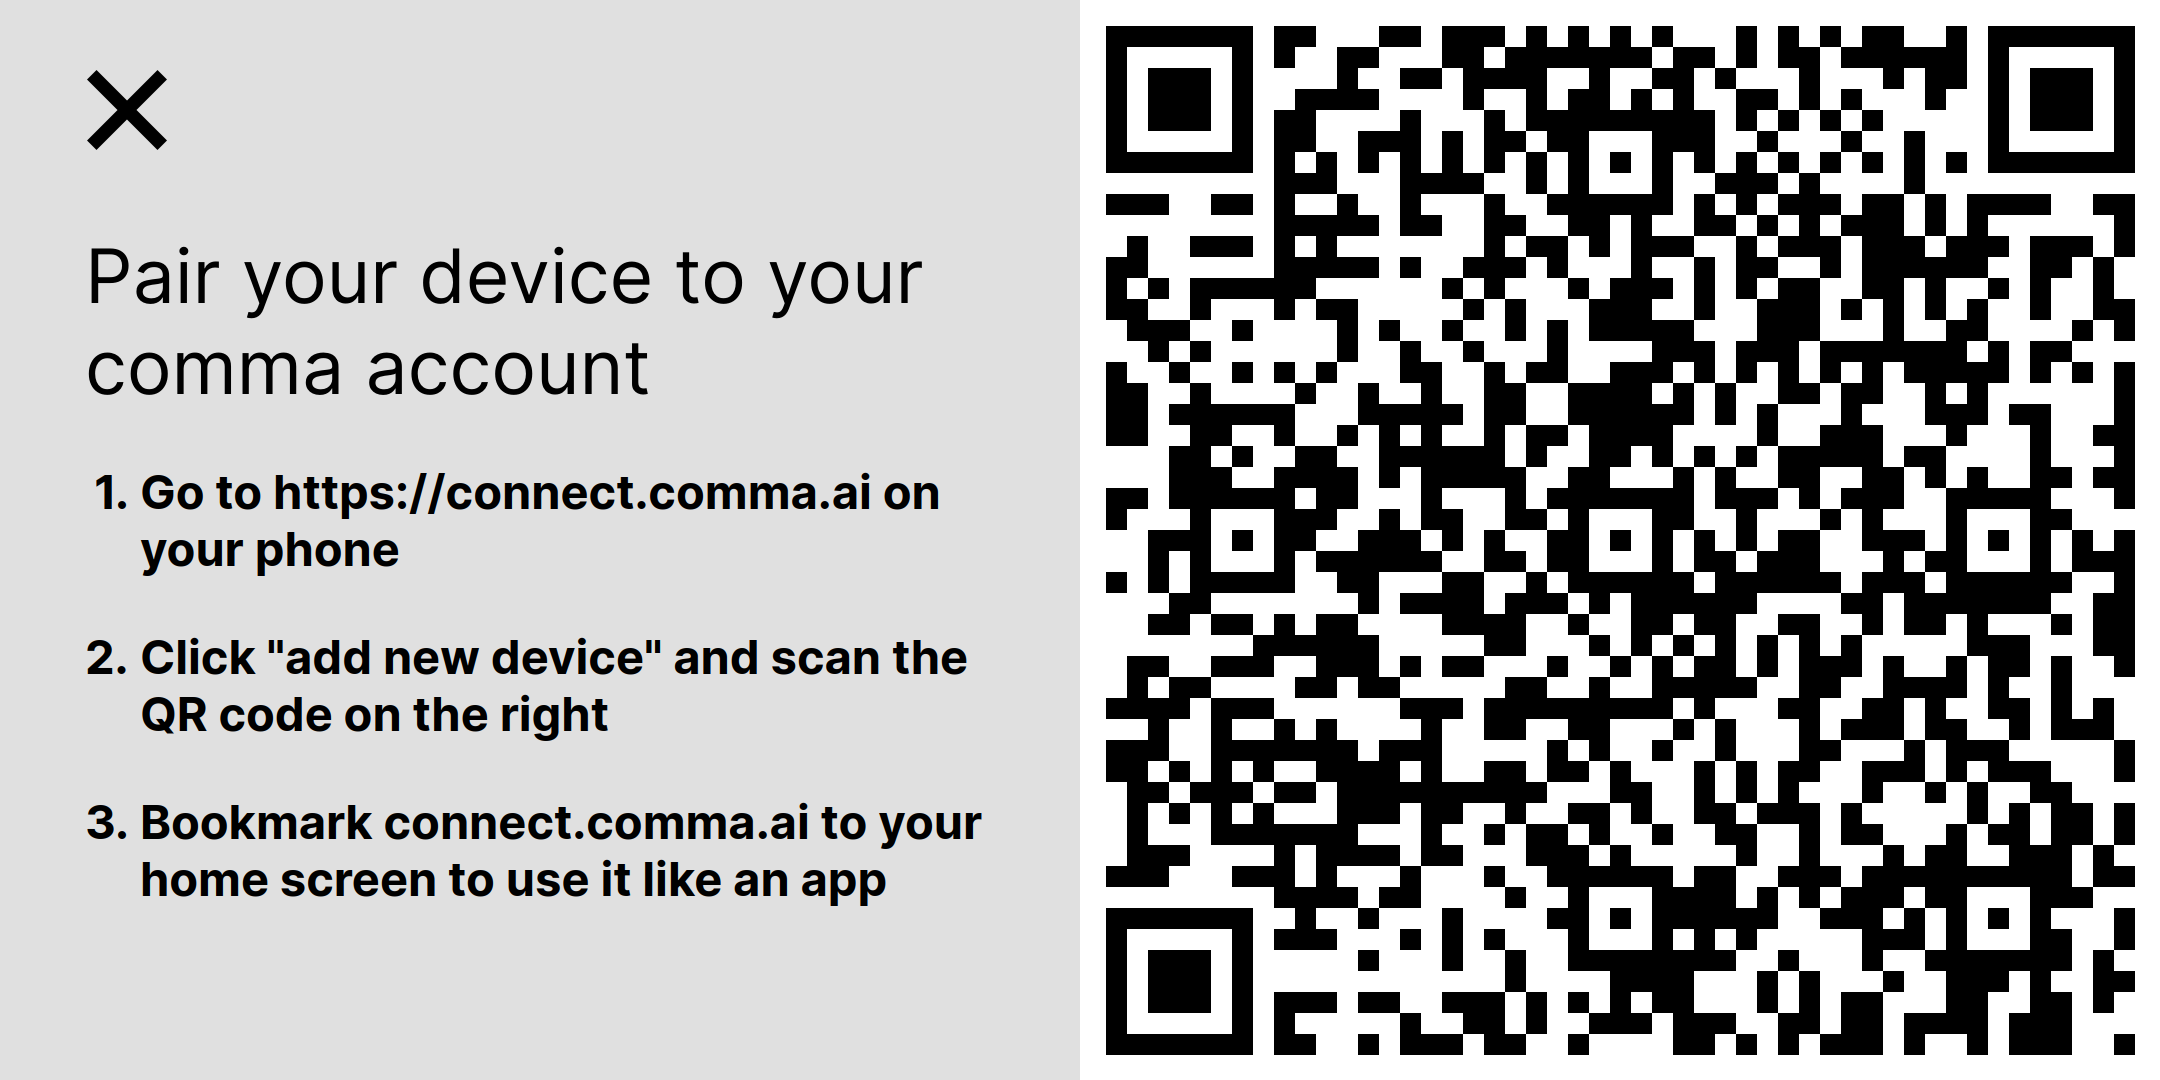 Pair your device to your
comma account
1. Go to https://connect.comma.ai on
your phone
2. Click "add new device" and scan the
QR code on the right
3. Bookmark connect.comma.ai to your
home screen to use it like an app